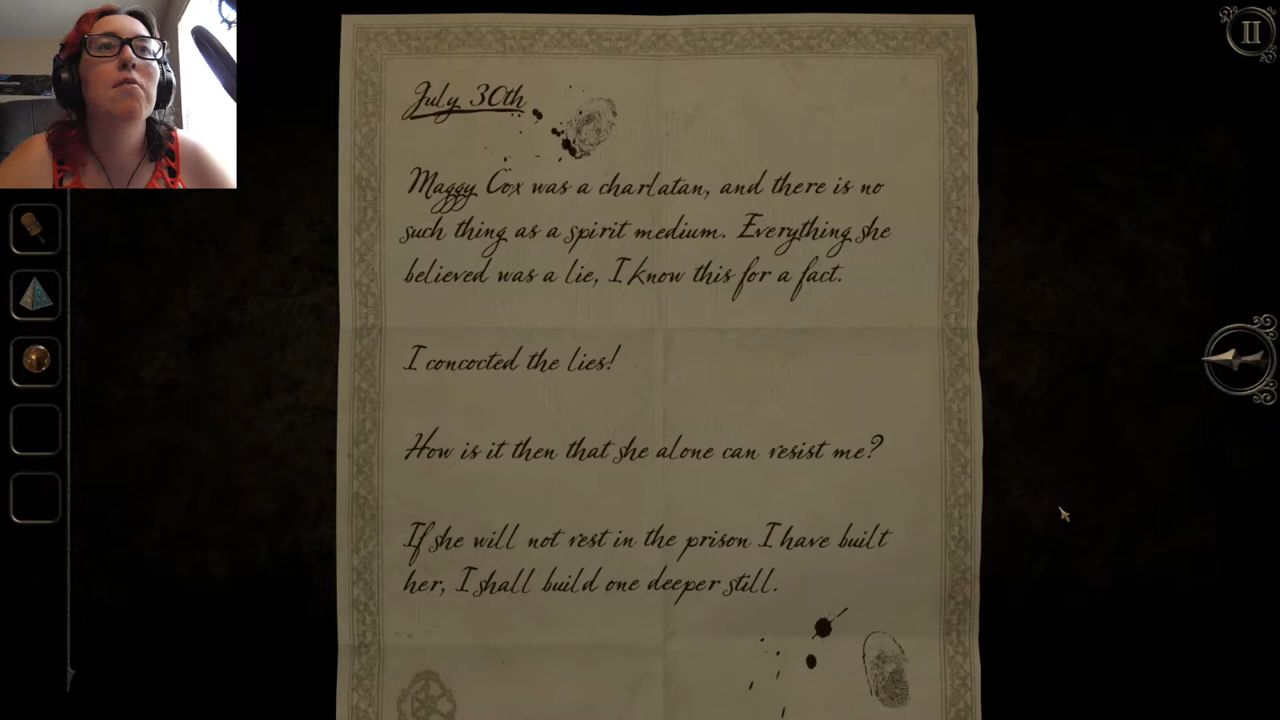 July 30th
Maggy Cox was a charlatan, and there is no
such thing as a spirit medium. Everything she
believed was a lie, I know this for a fact.
I concocted the lies!
How is it then that she alone can resist me?
If she will not rest in the prison I have built
her, I shall build one deeper still.